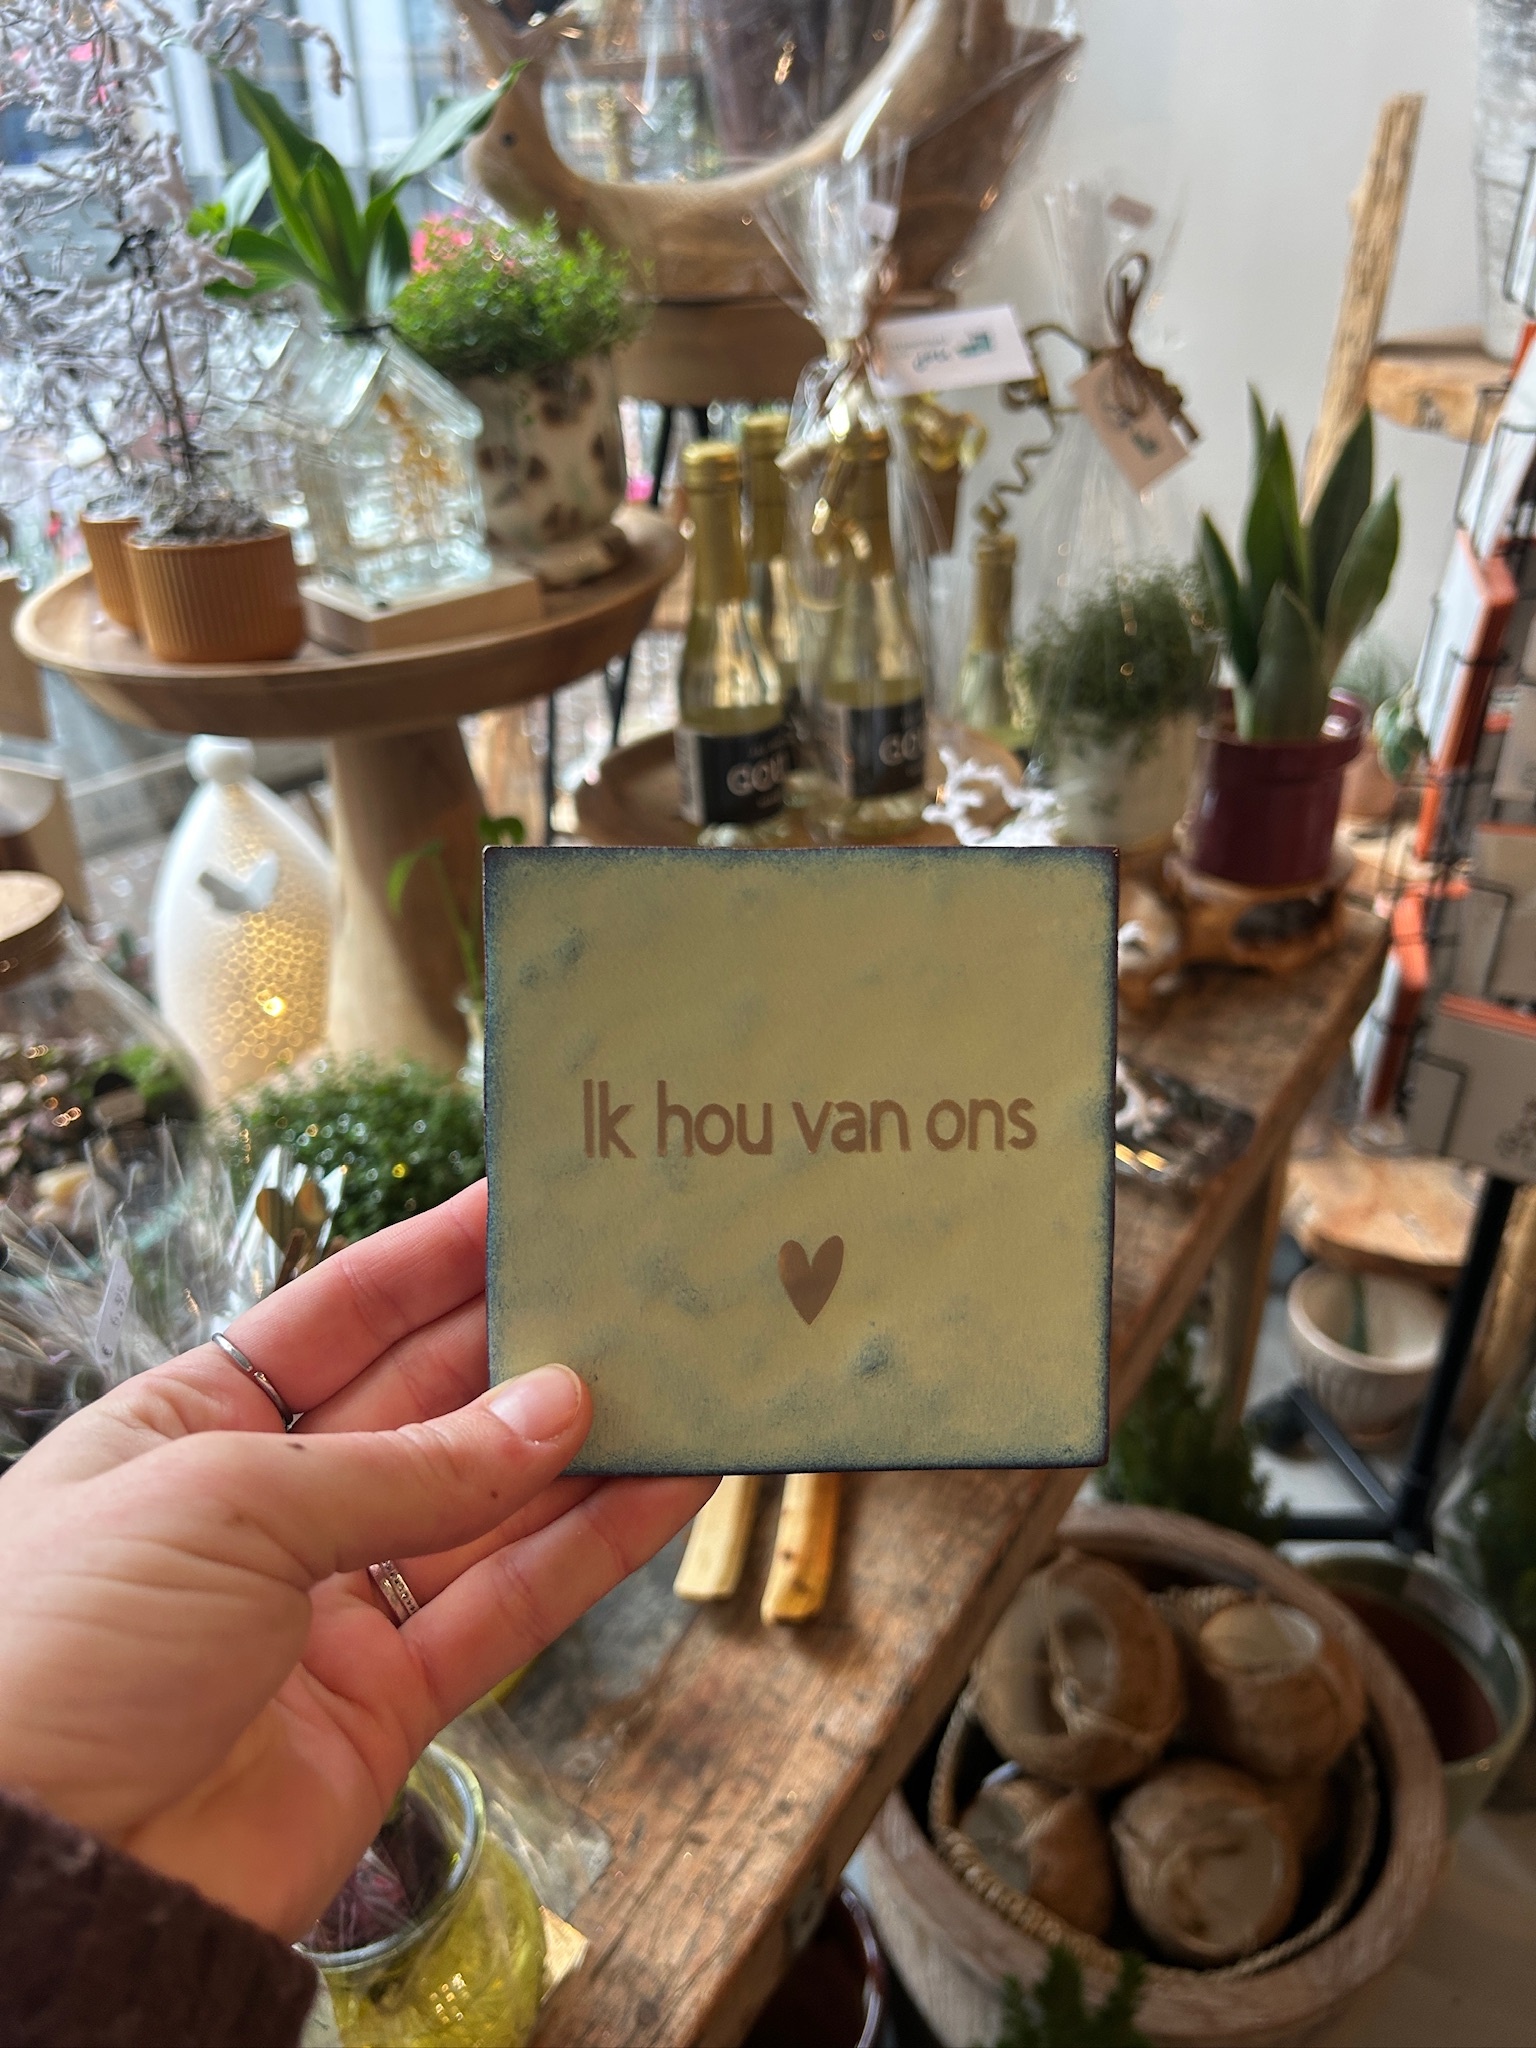 Ik hou van ons